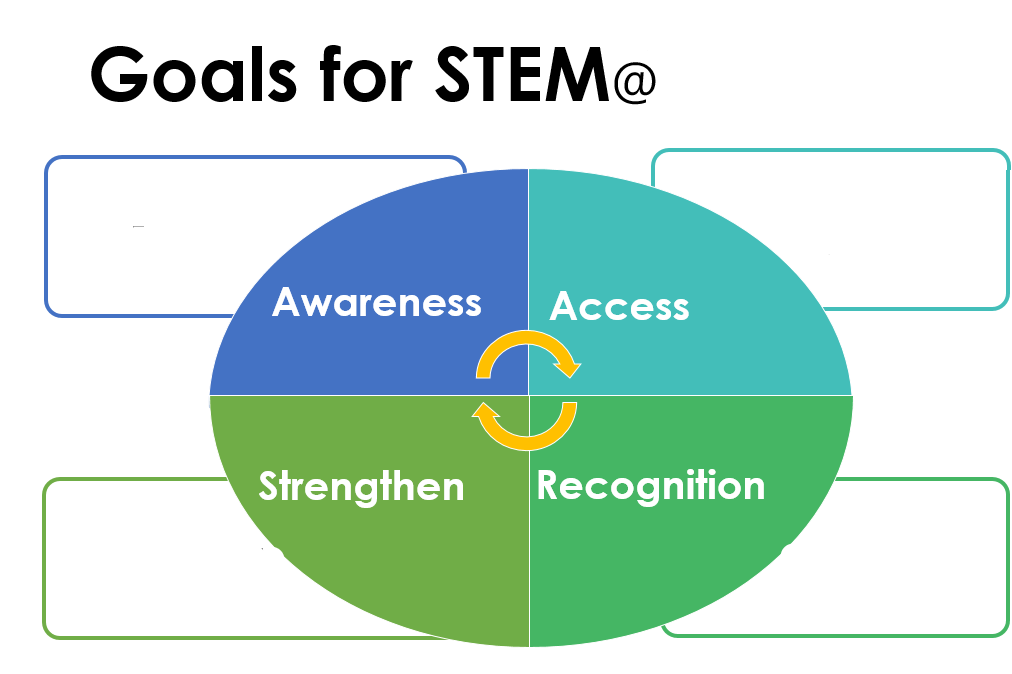 Goals for STEM@
Awareness
Access
Strengthen
Recognition